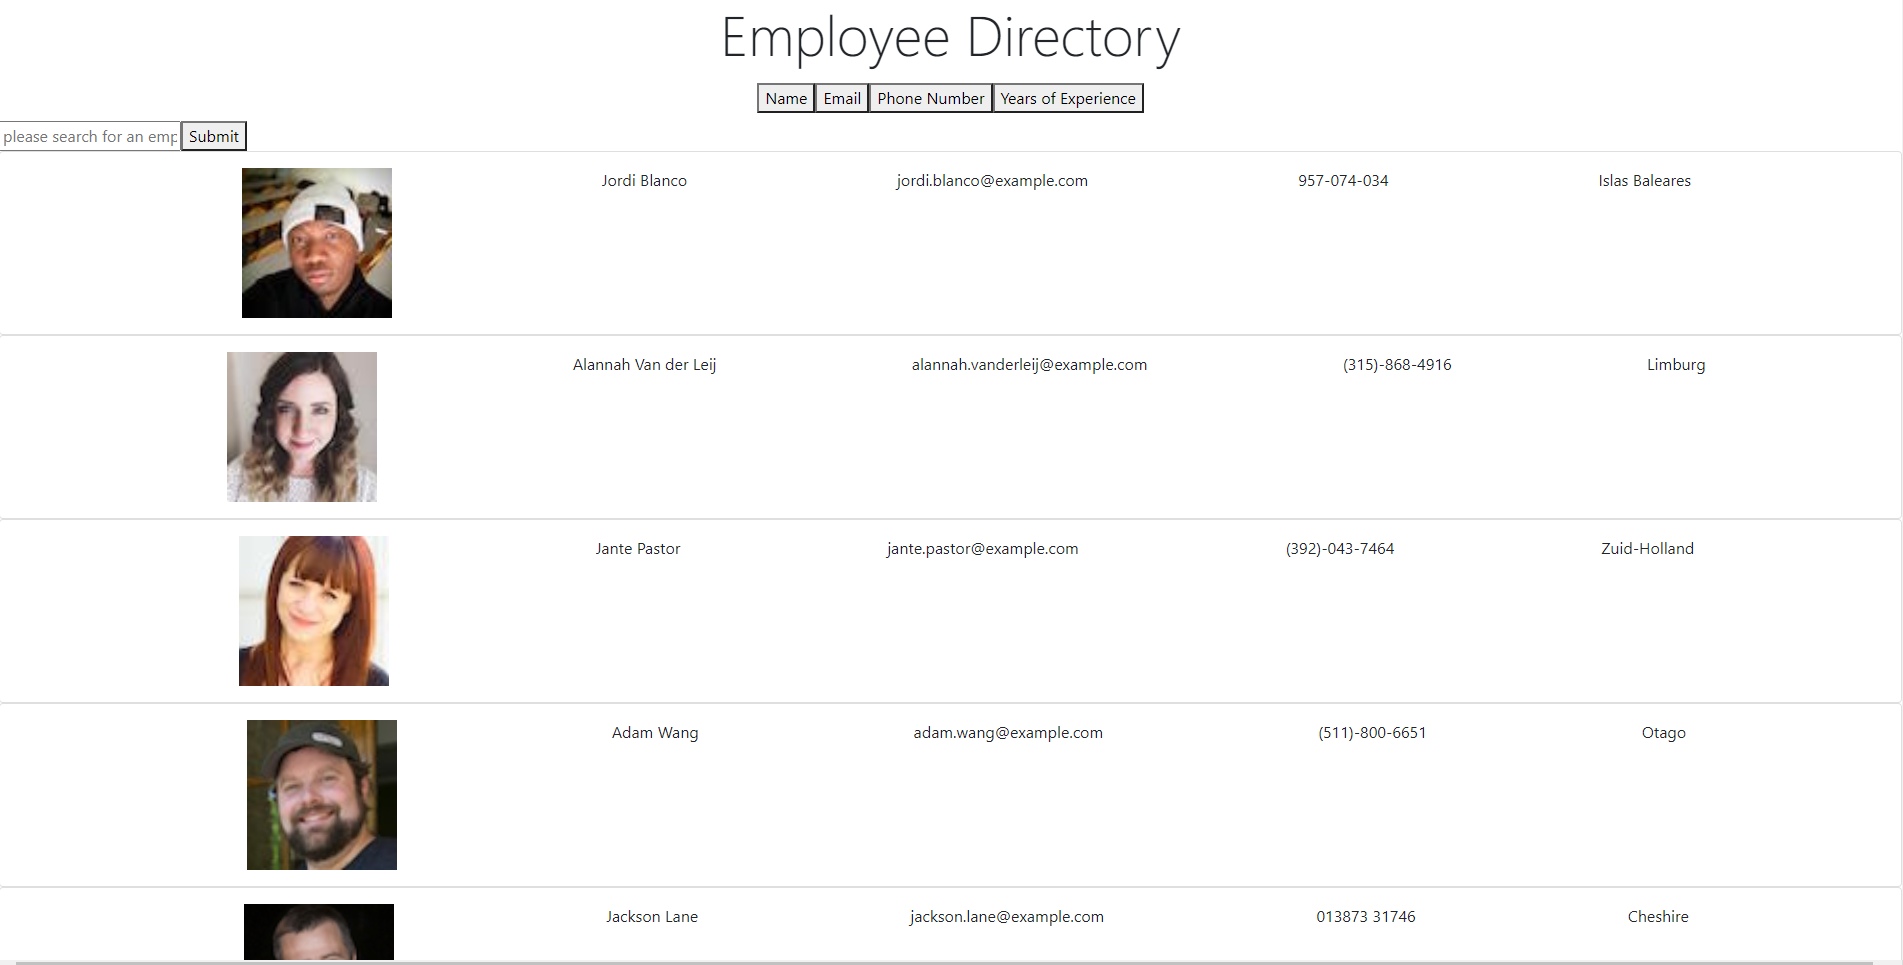 Employee Directory
Name Email Phone Number Years of Experience
please search for an emp Submit
Jordi Blanco jordi.blanco@example.com 957-074-034 Islas Baleares
Alannah Van der Leij alannah.vanderleij@example.com (315)-868-4916 Limburg
Jante Pastor jante.pastor@example.com (392)-043-7464 Zuid-Holland
Adam Wang adam.wang@example.com (511)-800-6651 Otago
Jackson Lane jackson.lane@example.com 013873 31746 Cheshire